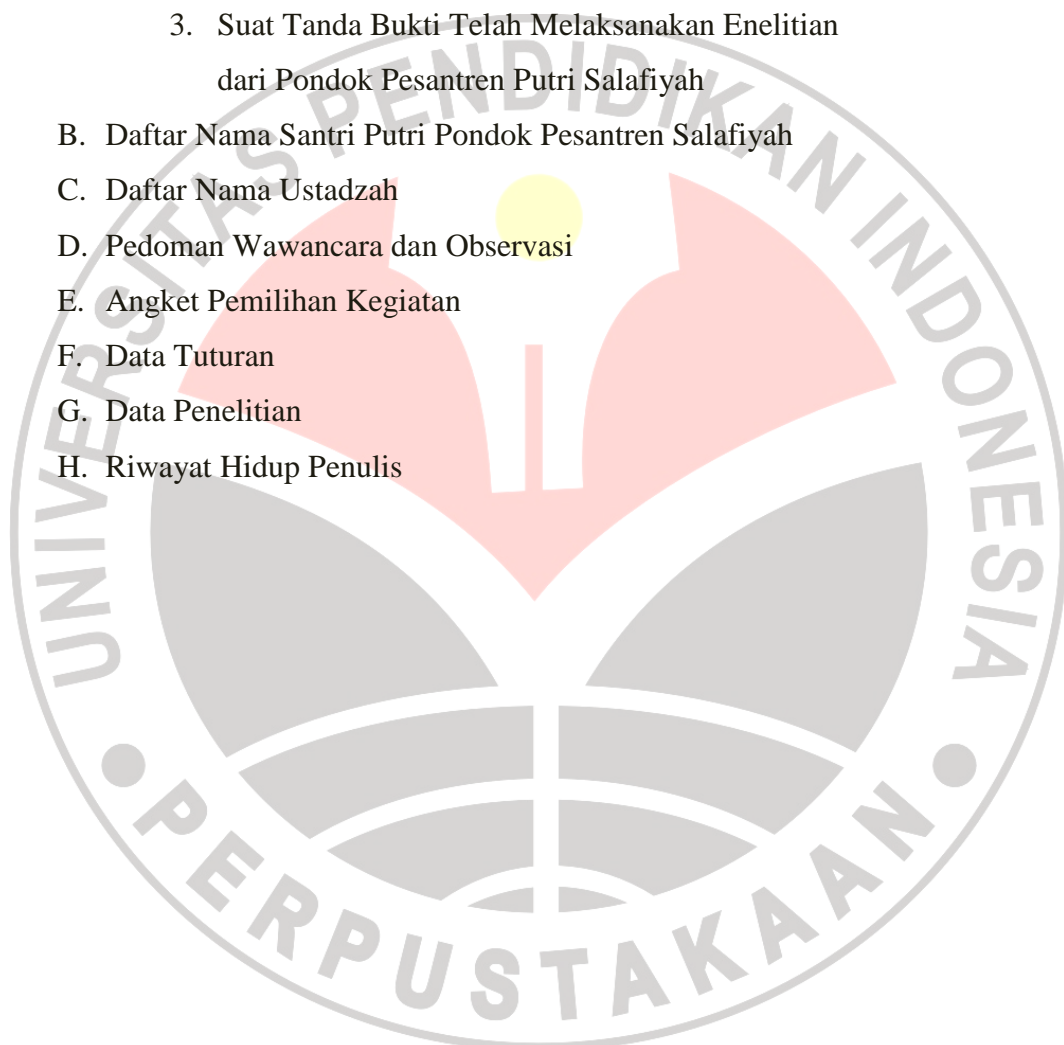 3. Suat Tanda Bukti Telah Melaksanakan Enelitian
dari Pondok Pesantren Putri Salafiyah
B. Daftar Nama Santri Putri Pondok Pesantren Salafiyah
C. Daftar Nama Ustadzah
D. Pedoman Wawancara dan Observasi
E. Angket Pemilihan Kegiatan
F. Data Tuturan
G. Data Penelitian
H. Riwayat Hidup Penulis
UNIVERSITAS PENDIDIKAN INDONESIA
PERPUSTAKAAN